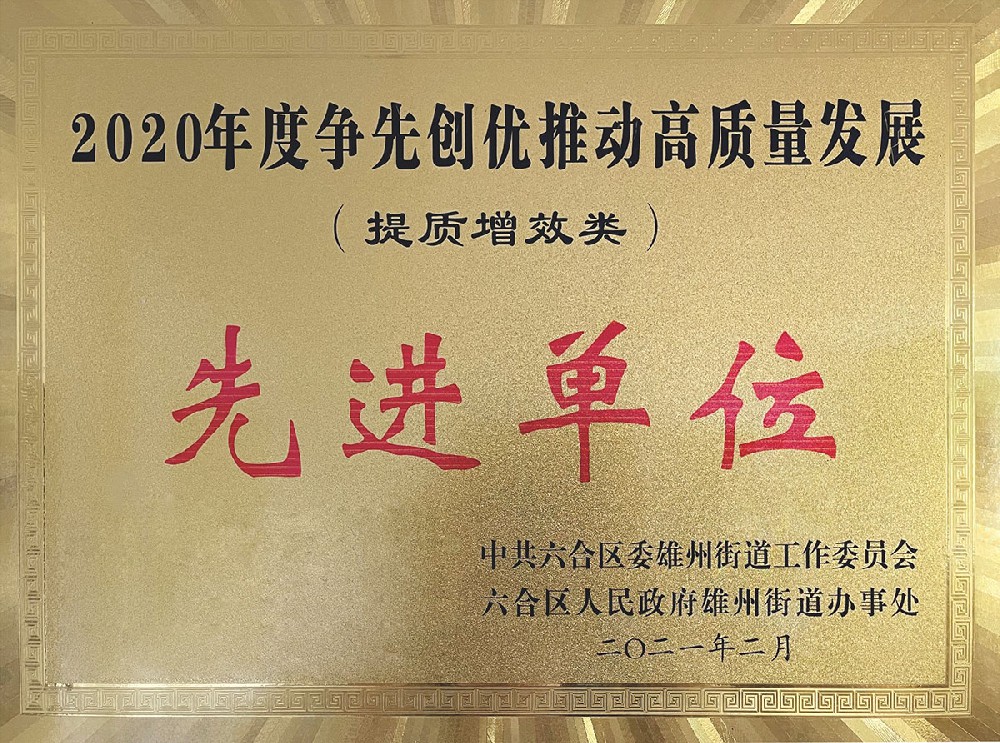 2020年度争先创优推动高质量发展
（提质增效类）
先进单位
中共六合区委雄州街道工作委员会
六合区人民政府雄州街道办事处
二〇二一年二月